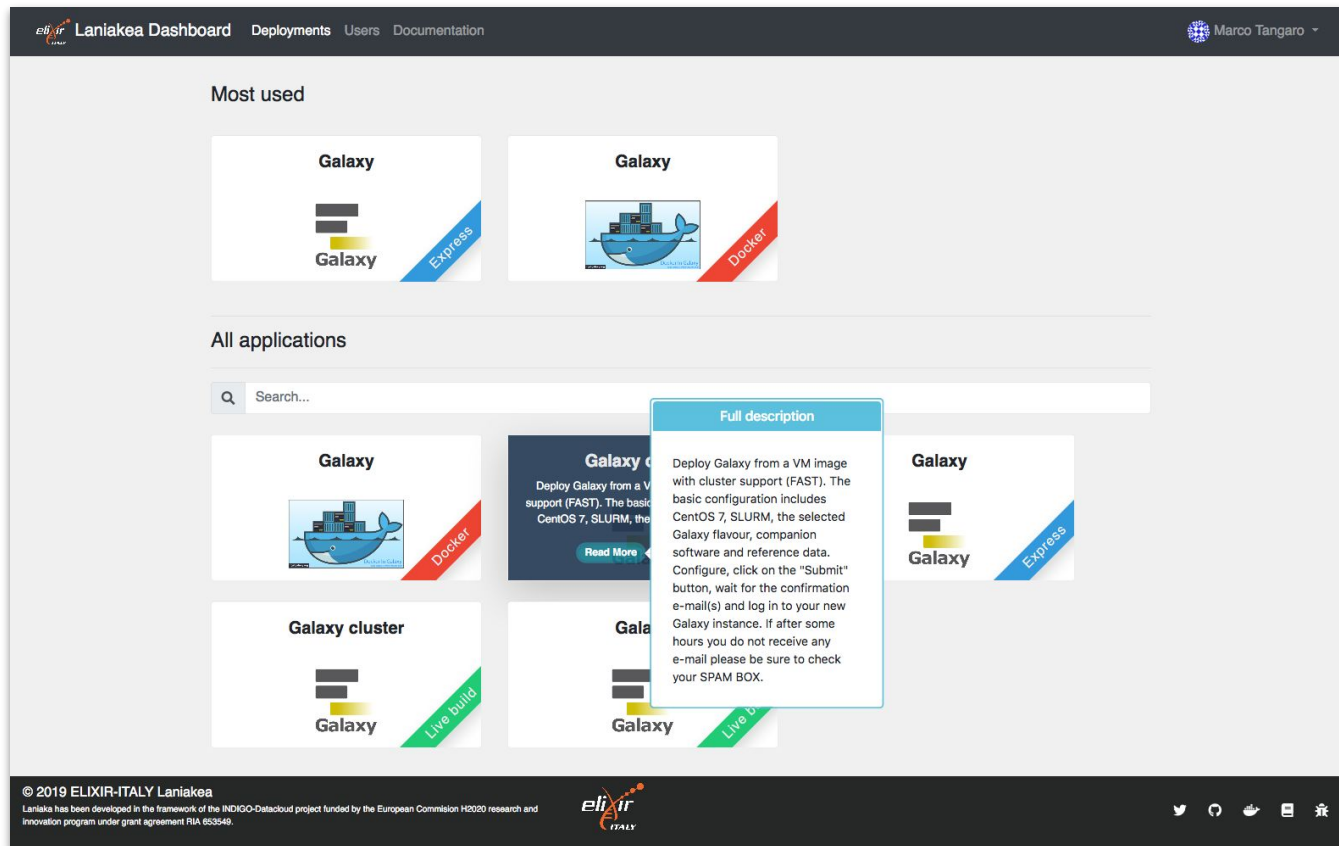 elixir Laniakea Dashboard Deployments Users Documentation Marco Tangaro
ITALY
Most used
Galaxy
Galaxy
Express
Galaxy
Docker
All applications
Search...
Galaxy
Docker
Galaxy
Deploy Galaxy from a
support (FAST). The basic
CentOS 7, SLURM, the
Read More
Full description
Deploy Galaxy from a VM image
with cluster support (FAST). The
basic configuration includes
CentOS 7, SLURM, the selected
Galaxy flavour, companion
software and reference data.
Configure, click on the "Submit"
button, wait for the confirmation
e-mail(s) and log in to your new
Galaxy instance. If after some
hours you do not receive any
e-mail please be sure to check
your SPAM BOX.
Galaxy
Galaxy
Express
Galaxy cluster
Galaxy
Live build
Galaxy
Live
© 2019 ELIXIR-ITALY Laniakea
Laniaka has been developed in the framework of the INDIGO-Datacloud project funded by the European Commision H2020 research and
innovation program under grant agreement RIA 653549.
elixir
ITALY